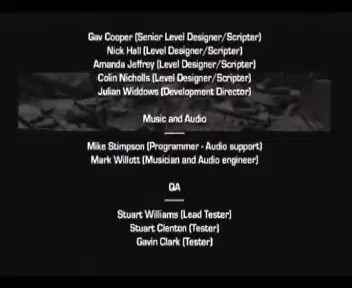 Gav Cooper (Senior Level Designer/Scripter)
Nick Hall (Level Designer/Scripter)
Amanda Jeffrey (Level Designer/Scripter)
Colin Nicholls (Level Designer/Scripter)
Julian Widdows (Development Director)
Music and Audio
Mike Stimpson (Programmer - Audio support)
Mark Willott (Musician and Audio engineer)
QA
Stuart Williams (Lead Tester)
Stuart Clenton (Tester)
Gavin Clark (Tester)